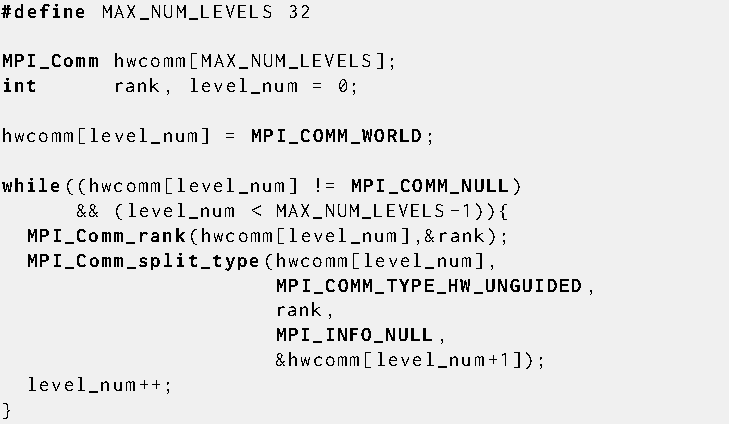 #define MAX_NUM_LEVELS 32
MPI_Comm hwcomm[MAX_NUM_LEVELS];
int rank, level_num = 0;
hwcomm[level_num] = MPI_COMM_WORLD;
while((hwcomm[level_num] != MPI_COMM_NULL)
&& (level_num < MAX_NUM_LEVELS-1)){
MPI_Comm_rank(hwcomm[level_num],&rank);
MPI_Comm_split_type(hwcomm[level_num],
MPI_COMM_TYPE_HW_UNGUIDED,
rank,
MPI_INFO_NULL,
&hwcomm[level_num+1]);
level_num++;
}